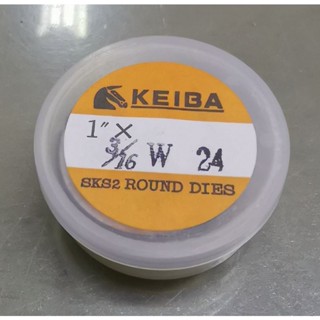 KEIBA
1" ×
3/16 W 24
SKS2 ROUND DIES